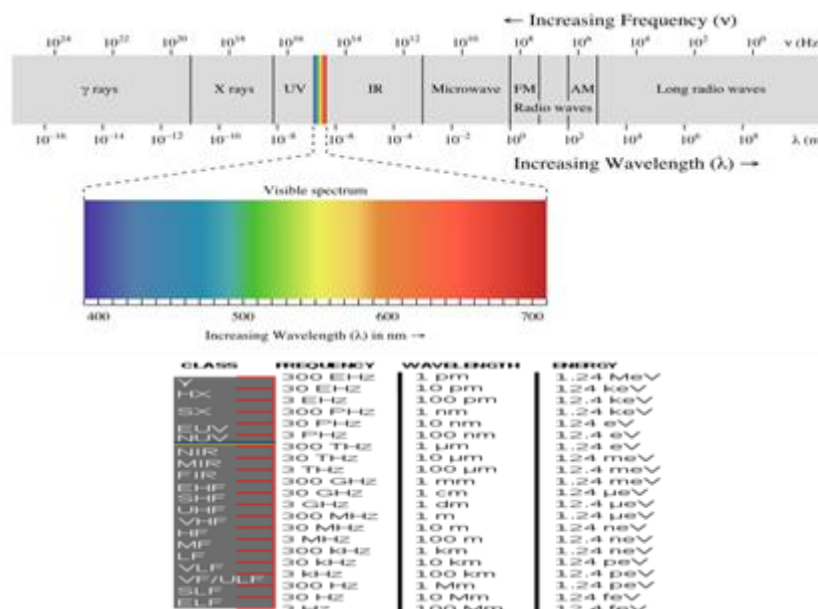 ← Increasing Frequency (ν)
10²⁴ 10²² 10²⁰ 10¹⁸ 10¹⁶ 10¹⁴ 10¹² 10¹⁰ 10⁸ 10⁶ 10⁴ 10² 10⁰ ν (Hz)
γ rays X rays UV IR Microwave FM AM Long radio waves
Radio waves
10⁻¹⁶ 10⁻¹⁴ 10⁻¹² 10⁻¹⁰ 10⁻⁸ 10⁻⁶ 10⁻⁴ 10⁻² 10⁰ 10² 10⁴ 10⁶ 10⁸ λ (m
Increasing Wavelength (λ) →
Visible spectrum
400 500 600 700
Increasing Wavelength (λ) in nm →
CLASS FREQUENCY WAVELENGTH ENERGY
Y 300 EHz 1 pm 1.24 MeV
HX 30 EHz 10 pm 124 keV
3 EHz 100 pm 12.4 keV
SX 300 PHz 1 nm 1.24 keV
EUV 30 PHz 10 nm 124 eV
NUV 3 PHz 100 nm 12.4 eV
300 THz 1 µm 1.24 eV
NIR 30 THz 10 µm 124 meV
MIR 3 THz 100 µm 12.4 meV
FIR 300 GHz 1 mm 1.24 meV
EHF 30 GHz 1 cm 124 µeV
SHF 3 GHz 1 dm 12.4 µeV
UHF 300 MHz 1 m 1.24 µeV
VHF 30 MHz 10 m 124 neV
HF 3 MHz 100 m 12.4 neV
MF 300 kHz 1 km 1.24 neV
LF 30 kHz 10 km 124 peV
VLF 3 kHz 100 km 12.4 peV
VF/ULF 300 Hz 1 Mm 1.24 peV
SLF 30 Hz 10 Mm 124 feV
ELF 3 Hz 100 Mm 12.4 feV